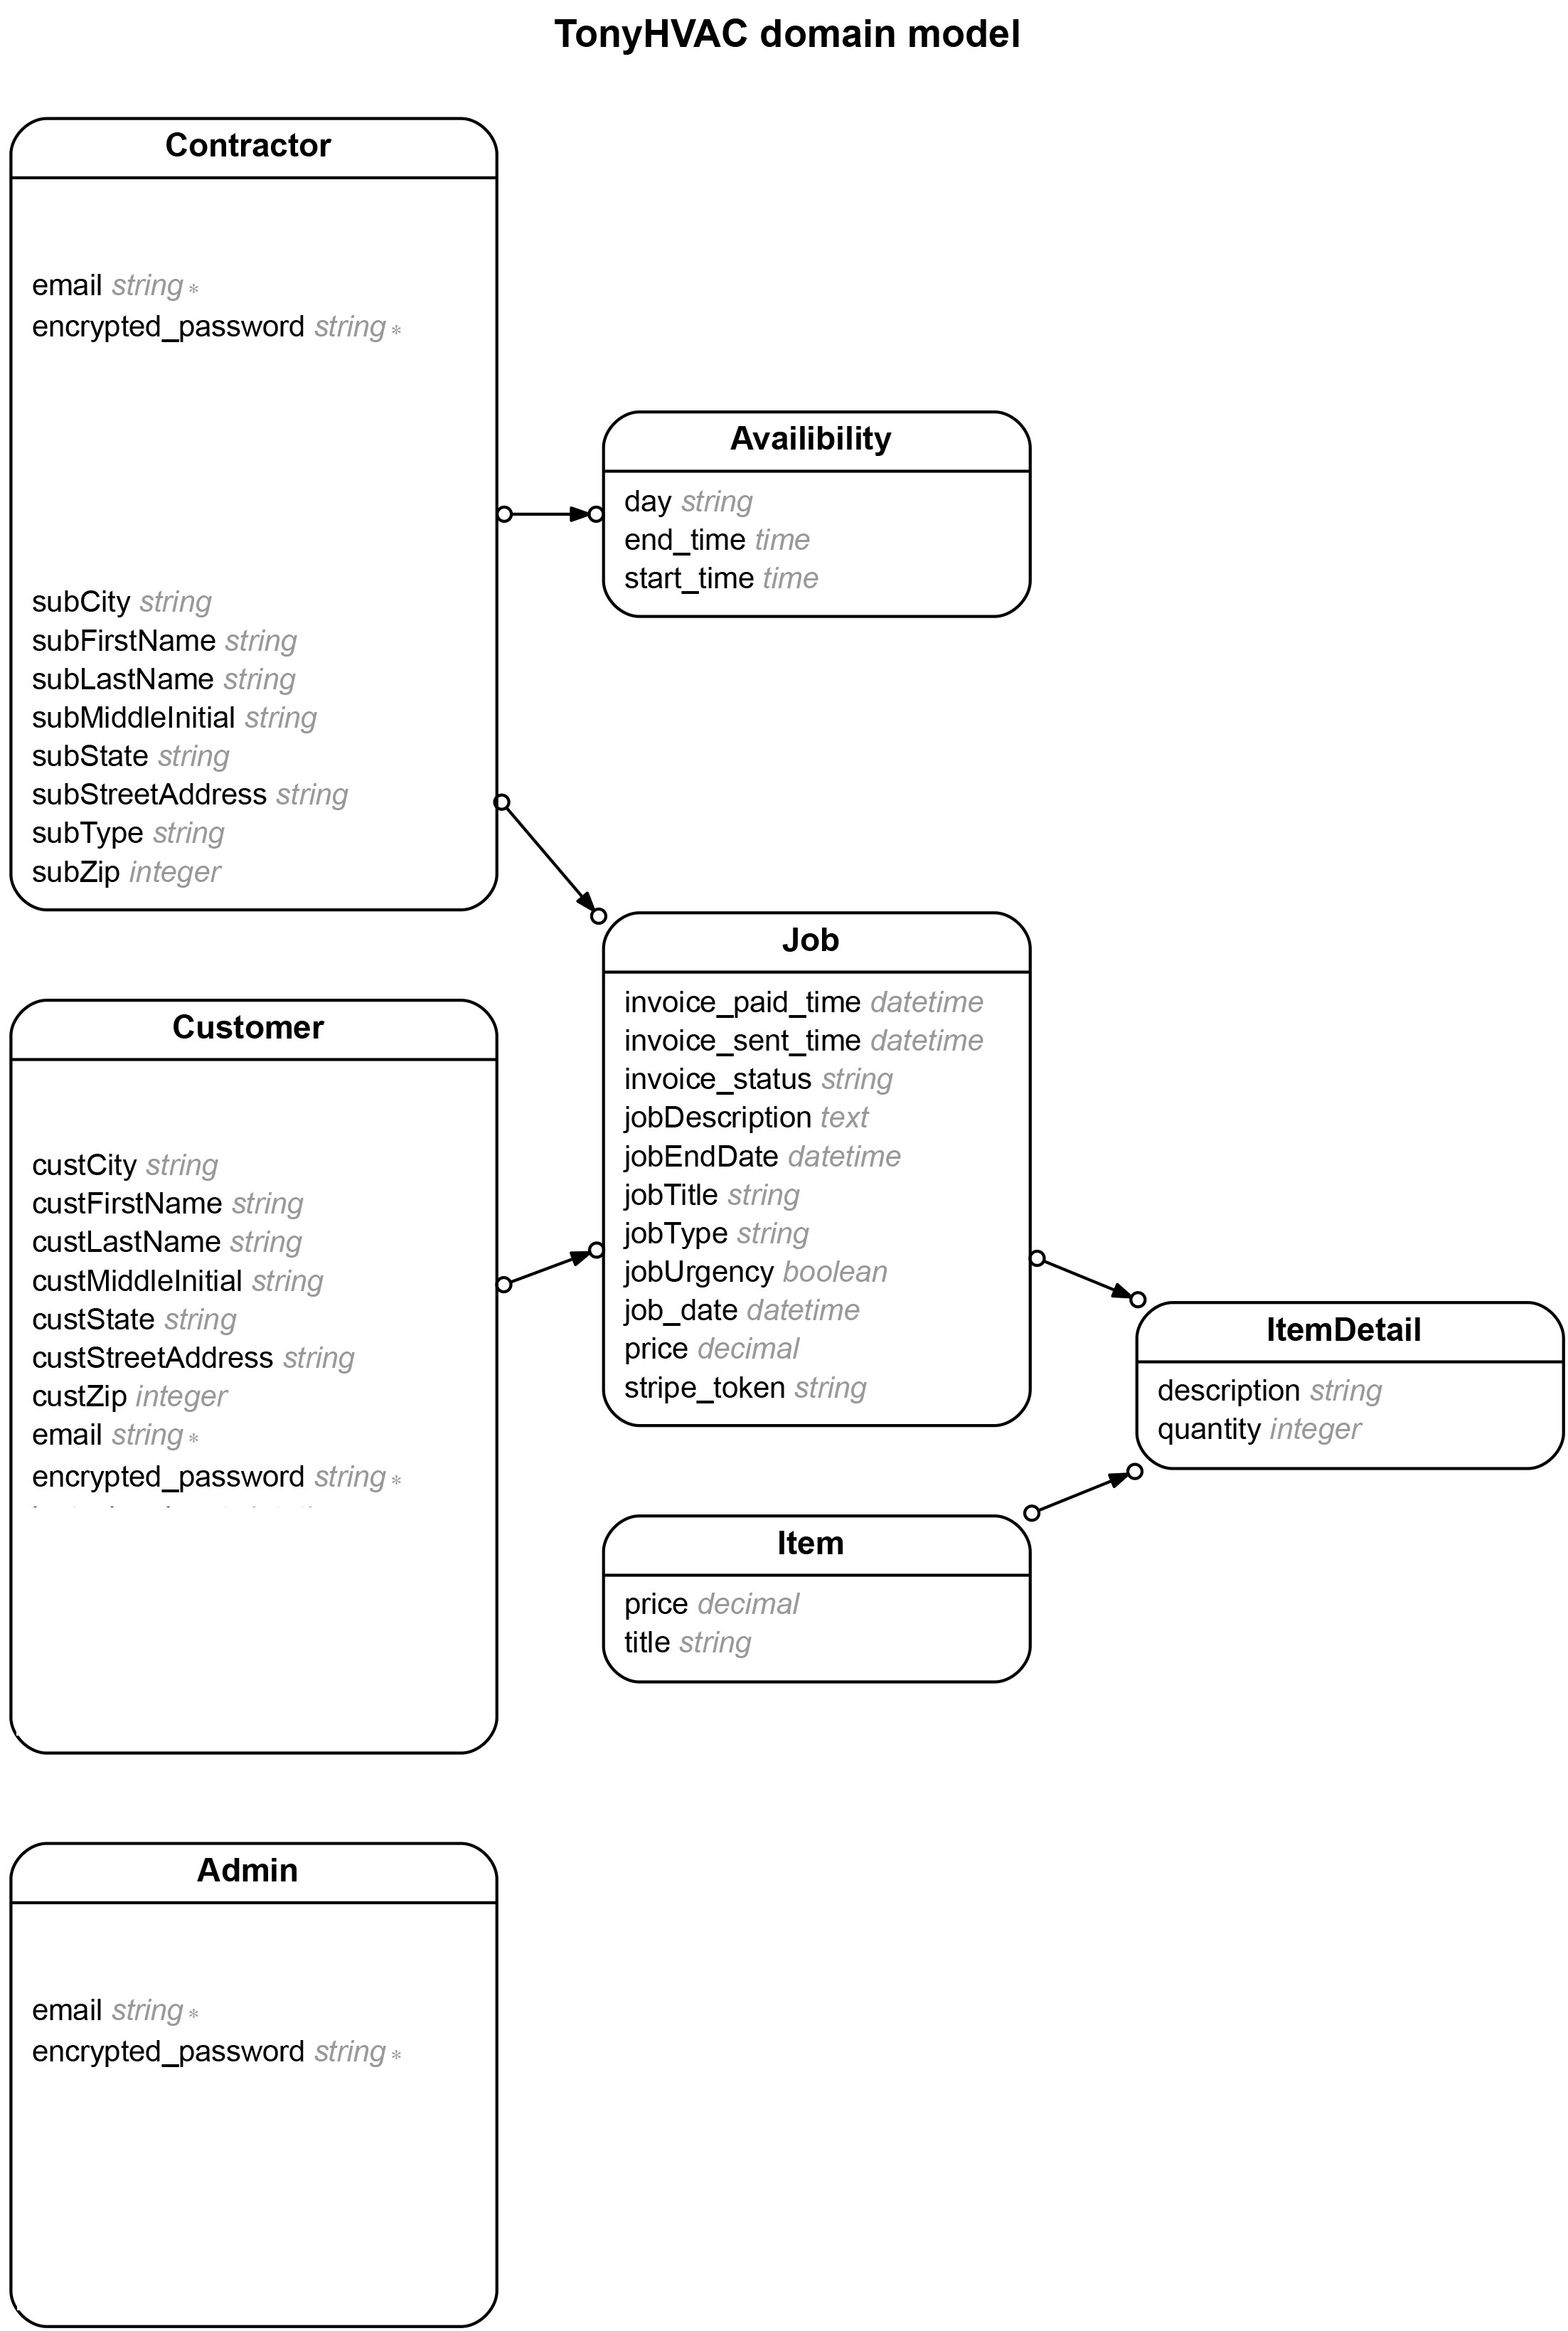 TonyHVAC domain model
Contractor
email string *
encrypted_password string *
subCity string
subFirstName string
subLastName string
subMiddleInitial string
subState string
subStreetAddress string
subType string
subZip integer
Availibility
day string
end_time time
start_time time
Job
invoice_paid_time datetime
invoice_sent_time datetime
invoice_status string
jobDescription text
jobEndDate datetime
jobTitle string
jobType string
jobUrgency boolean
job_date datetime
price decimal
stripe_token string
Customer
custCity string
custFirstName string
custLastName string
custMiddleInitial string
custState string
custStreetAddress string
custZip integer
email string *
encrypted_password string *
ItemDetail
description string
quantity integer
Item
price decimal
title string
Admin
email string *
encrypted_password string *